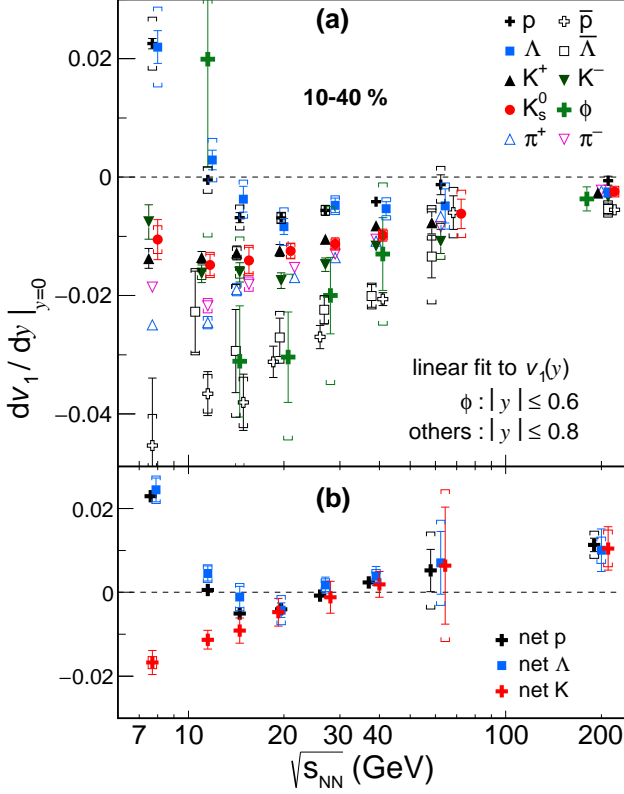 (a)
p p̅
Λ Λ̅
K⁺ K⁻
K⁰ₛ ϕ
π⁺ π⁻
10-40 %
0.02
0
−0.02
−0.04
dv₁ / dy|y=0
linear fit to v₁(y)
ϕ : | y | ≤ 0.6
others : | y | ≤ 0.8
(b)
0.02
0
−0.02
net p
net Λ
net K
7 10 20 30 40 100 200
√sNN (GeV)